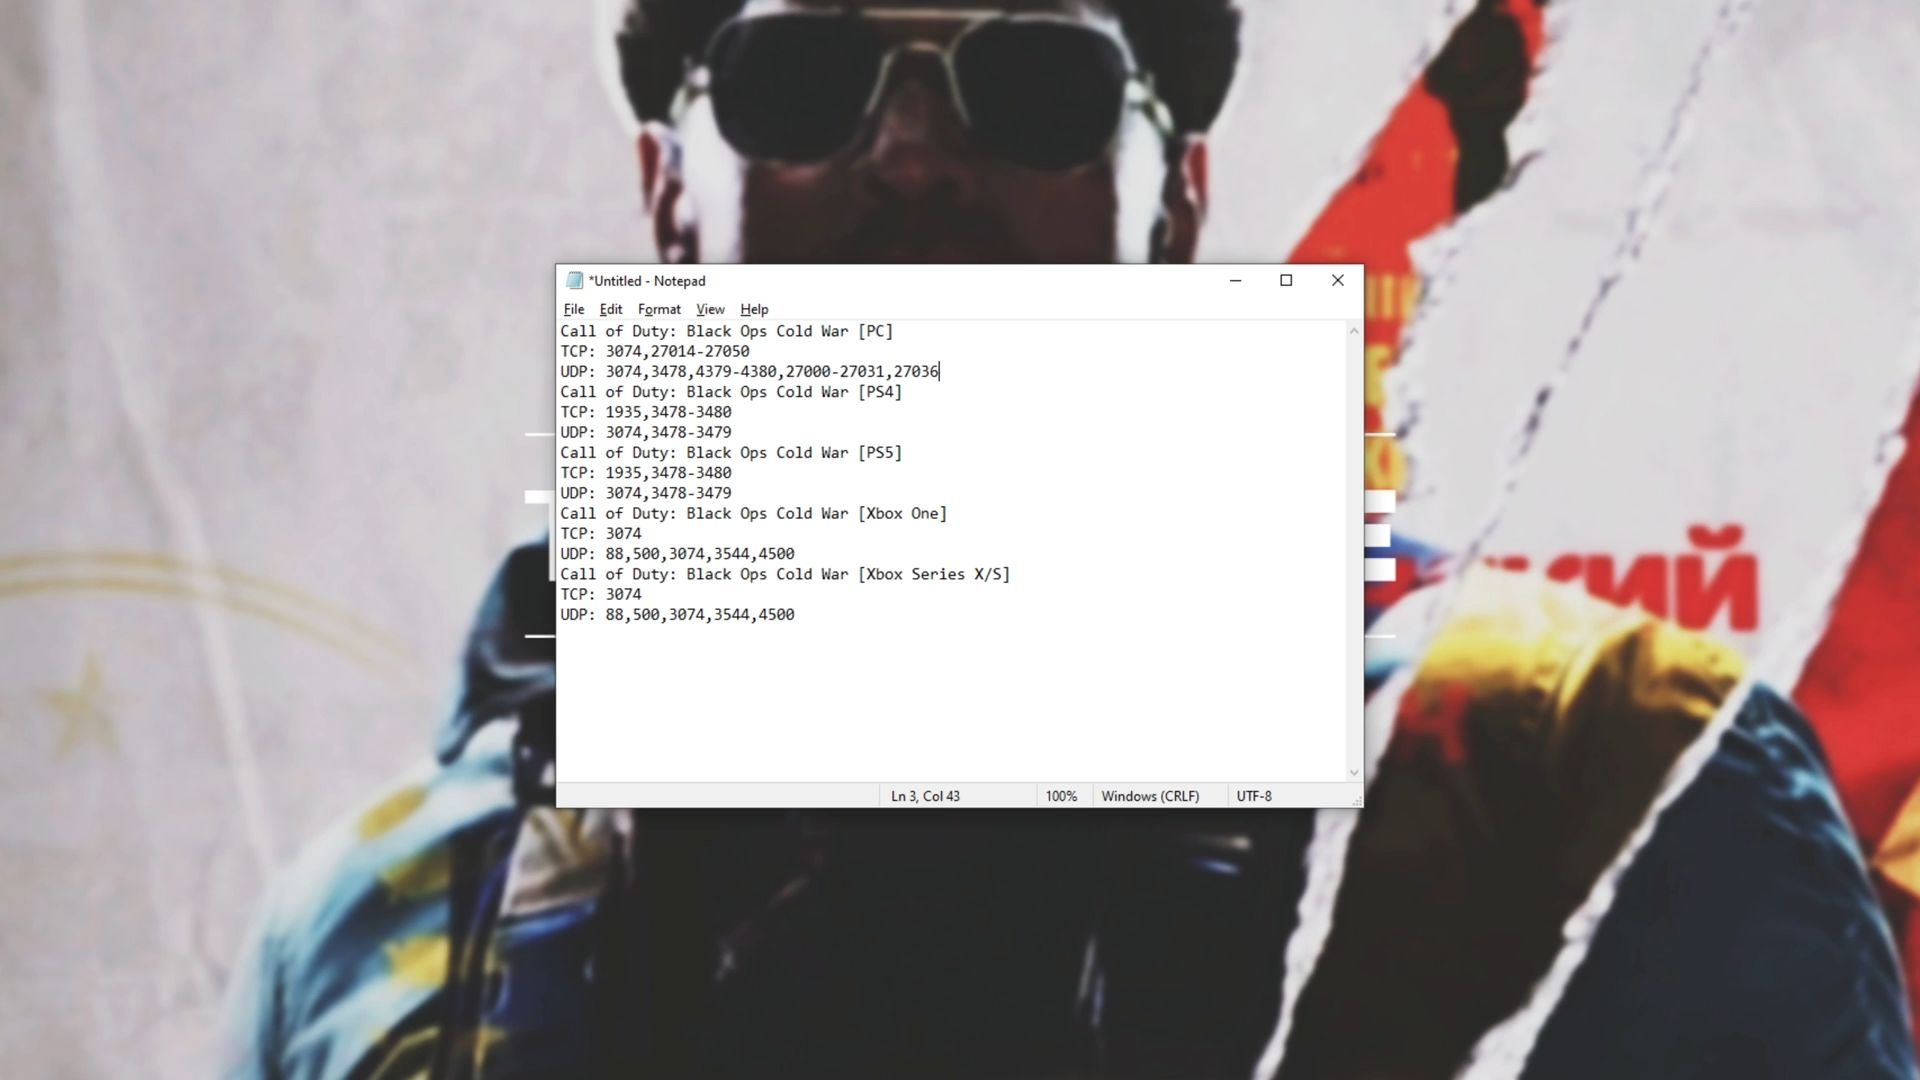 *Untitled - Notepad
File Edit Format View Help
Call of Duty: Black Ops Cold War [PC]
TCP: 3074,27014-27050
UDP: 3074,3478,4379-4380,27000-27031,27036
Call of Duty: Black Ops Cold War [PS4]
TCP: 1935,3478-3480
UDP: 3074,3478-3479
Call of Duty: Black Ops Cold War [PS5]
TCP: 1935,3478-3480
UDP: 3074,3478-3479
Call of Duty: Black Ops Cold War [Xbox One]
TCP: 3074
UDP: 88,500,3074,3544,4500
Call of Duty: Black Ops Cold War [Xbox Series X/S]
TCP: 3074
UDP: 88,500,3074,3544,4500
Ln 3, Col 43 100% Windows (CRLF) UTF-8